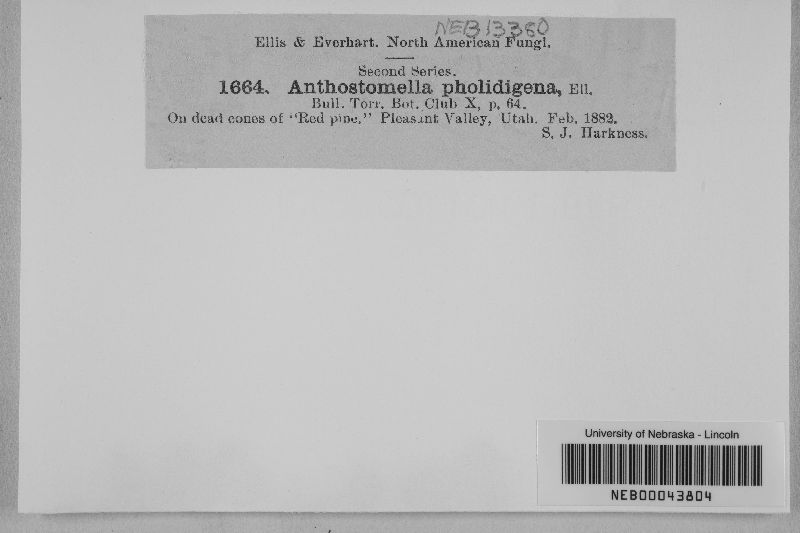 NEB 13380
Ellis & Everhart. North American Fungi.
Second Series.
1664. Anthostomella pholidigena, Ell.
Bull. Torr. Bot. Club X, p. 64.
On dead cones of "Red pine." Pleasant Valley, Utah. Feb. 1882.
S. J. Harkness.
University of Nebraska - Lincoln
NEB00043804